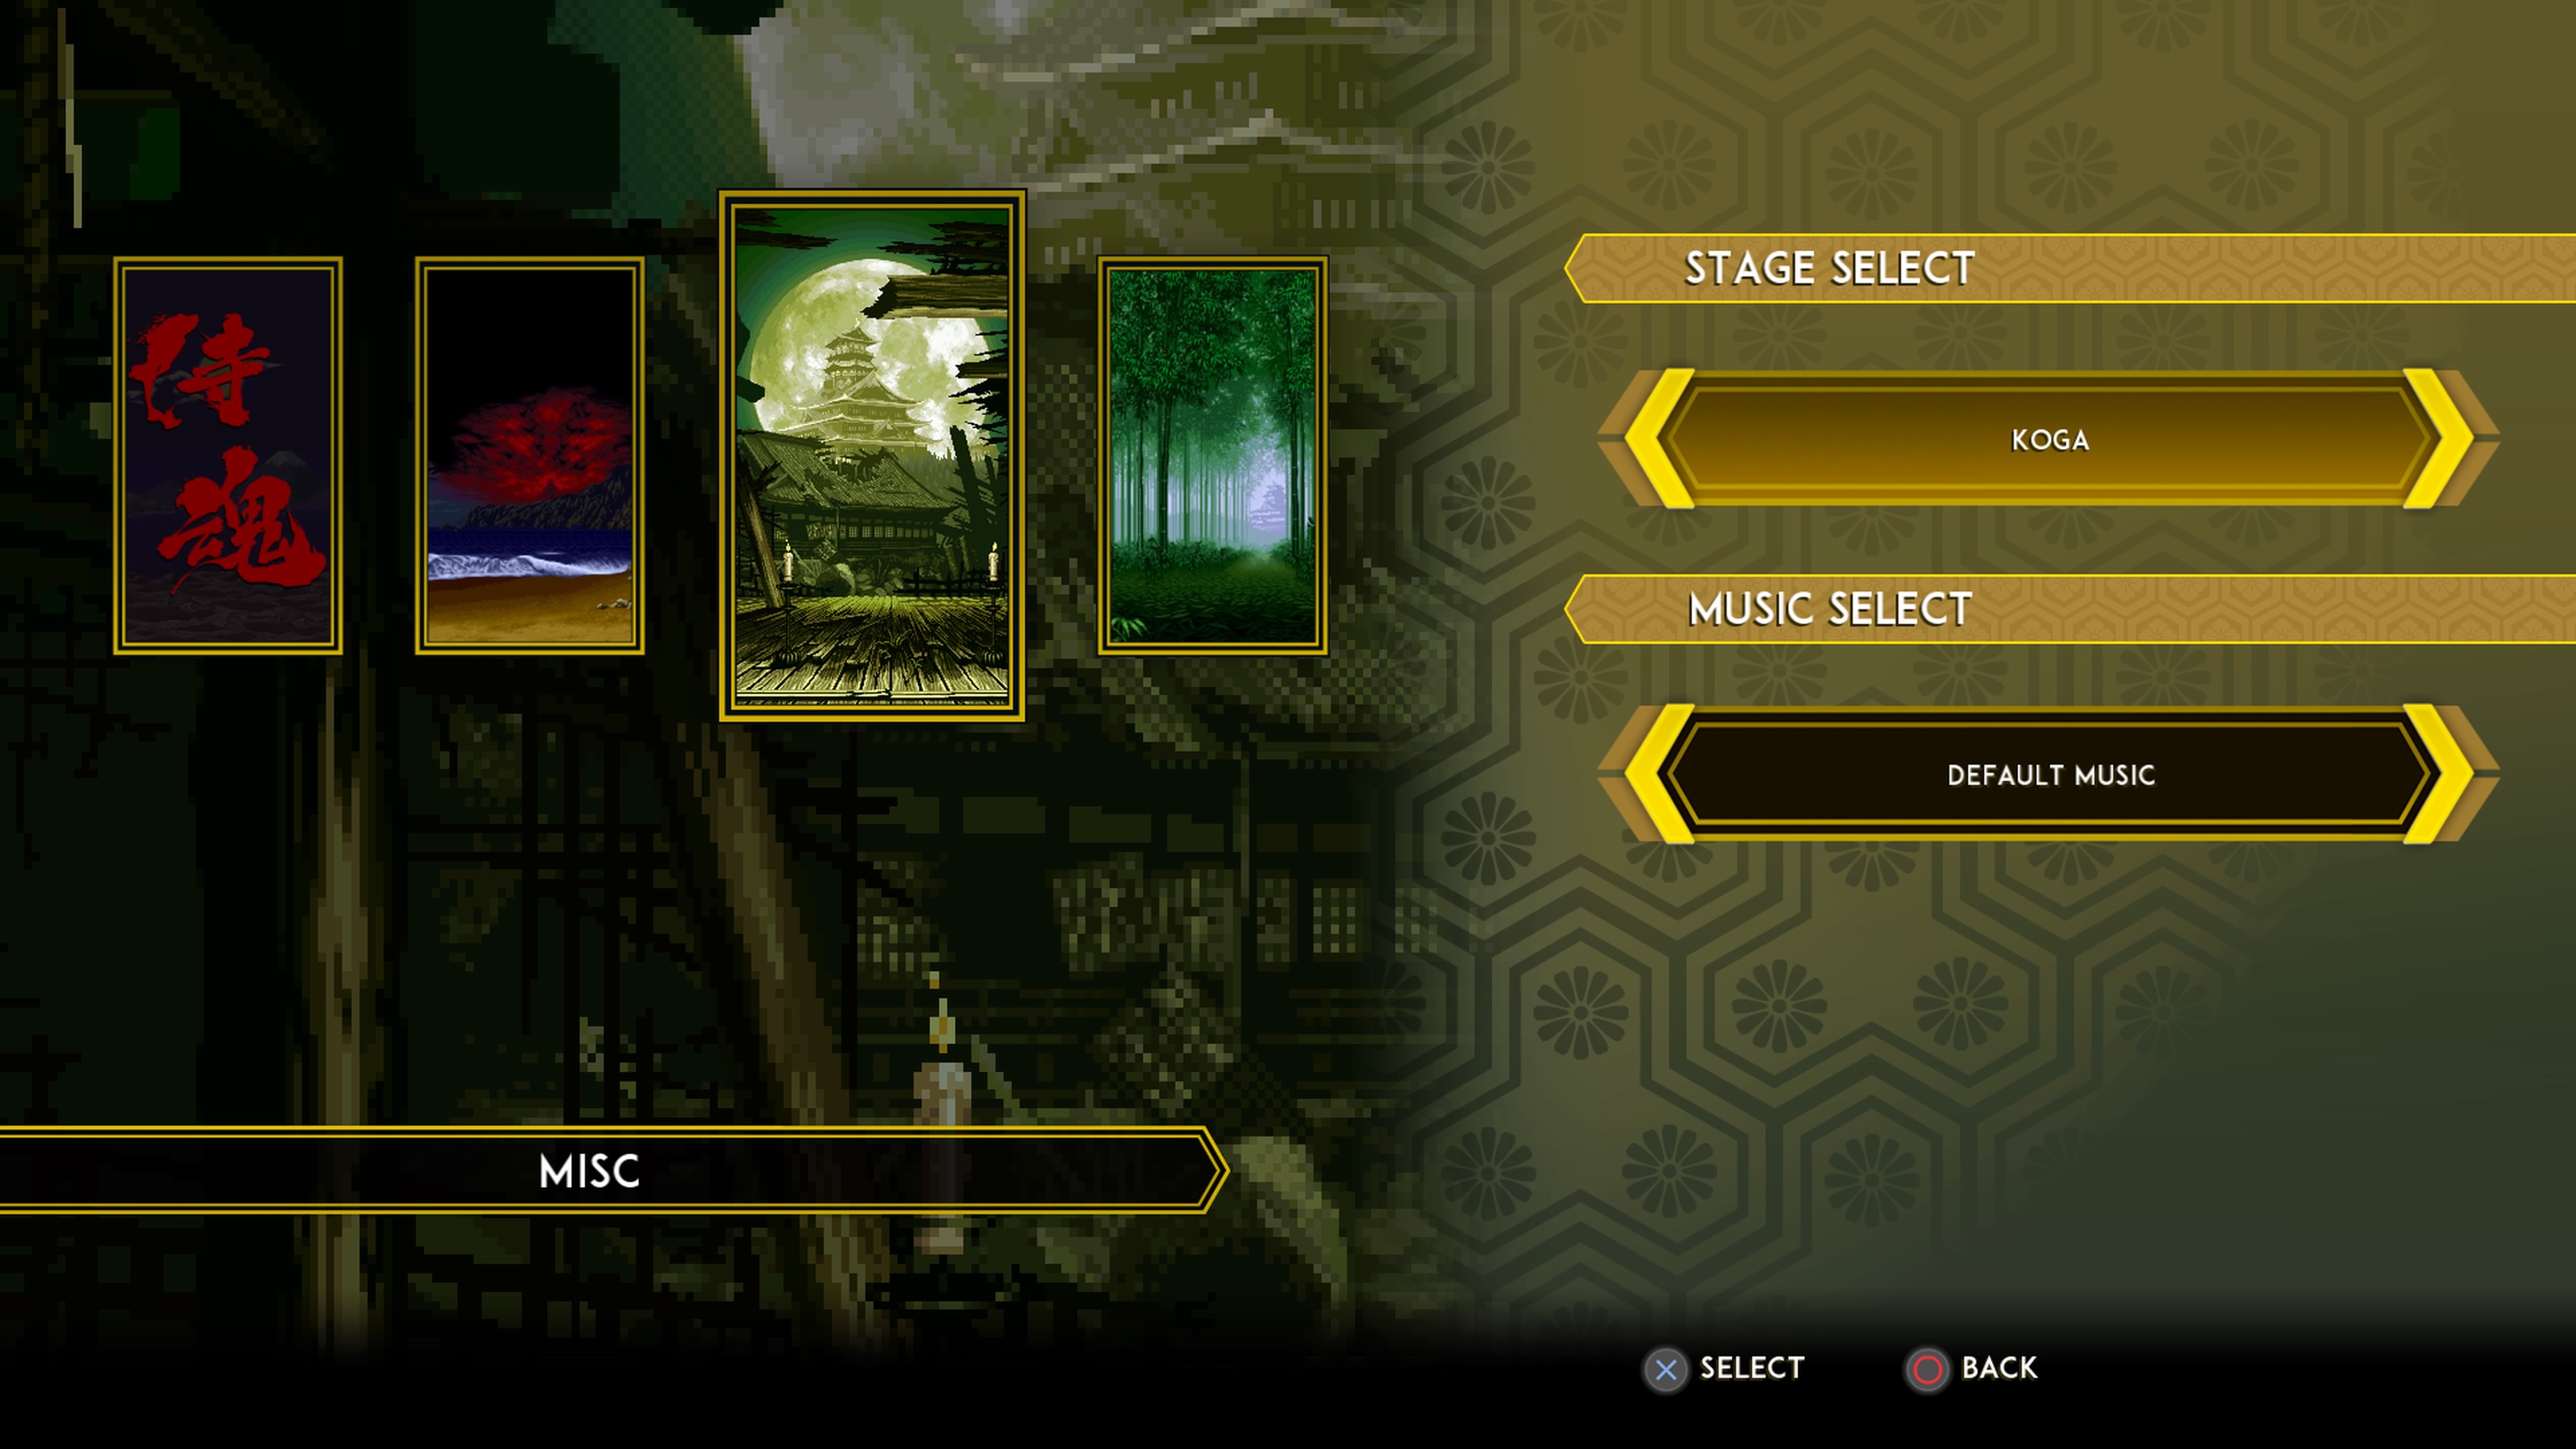 侍
魂
STAGE SELECT
KOGA
MUSIC SELECT
DEFAULT MUSIC
MISC
SELECT
BACK